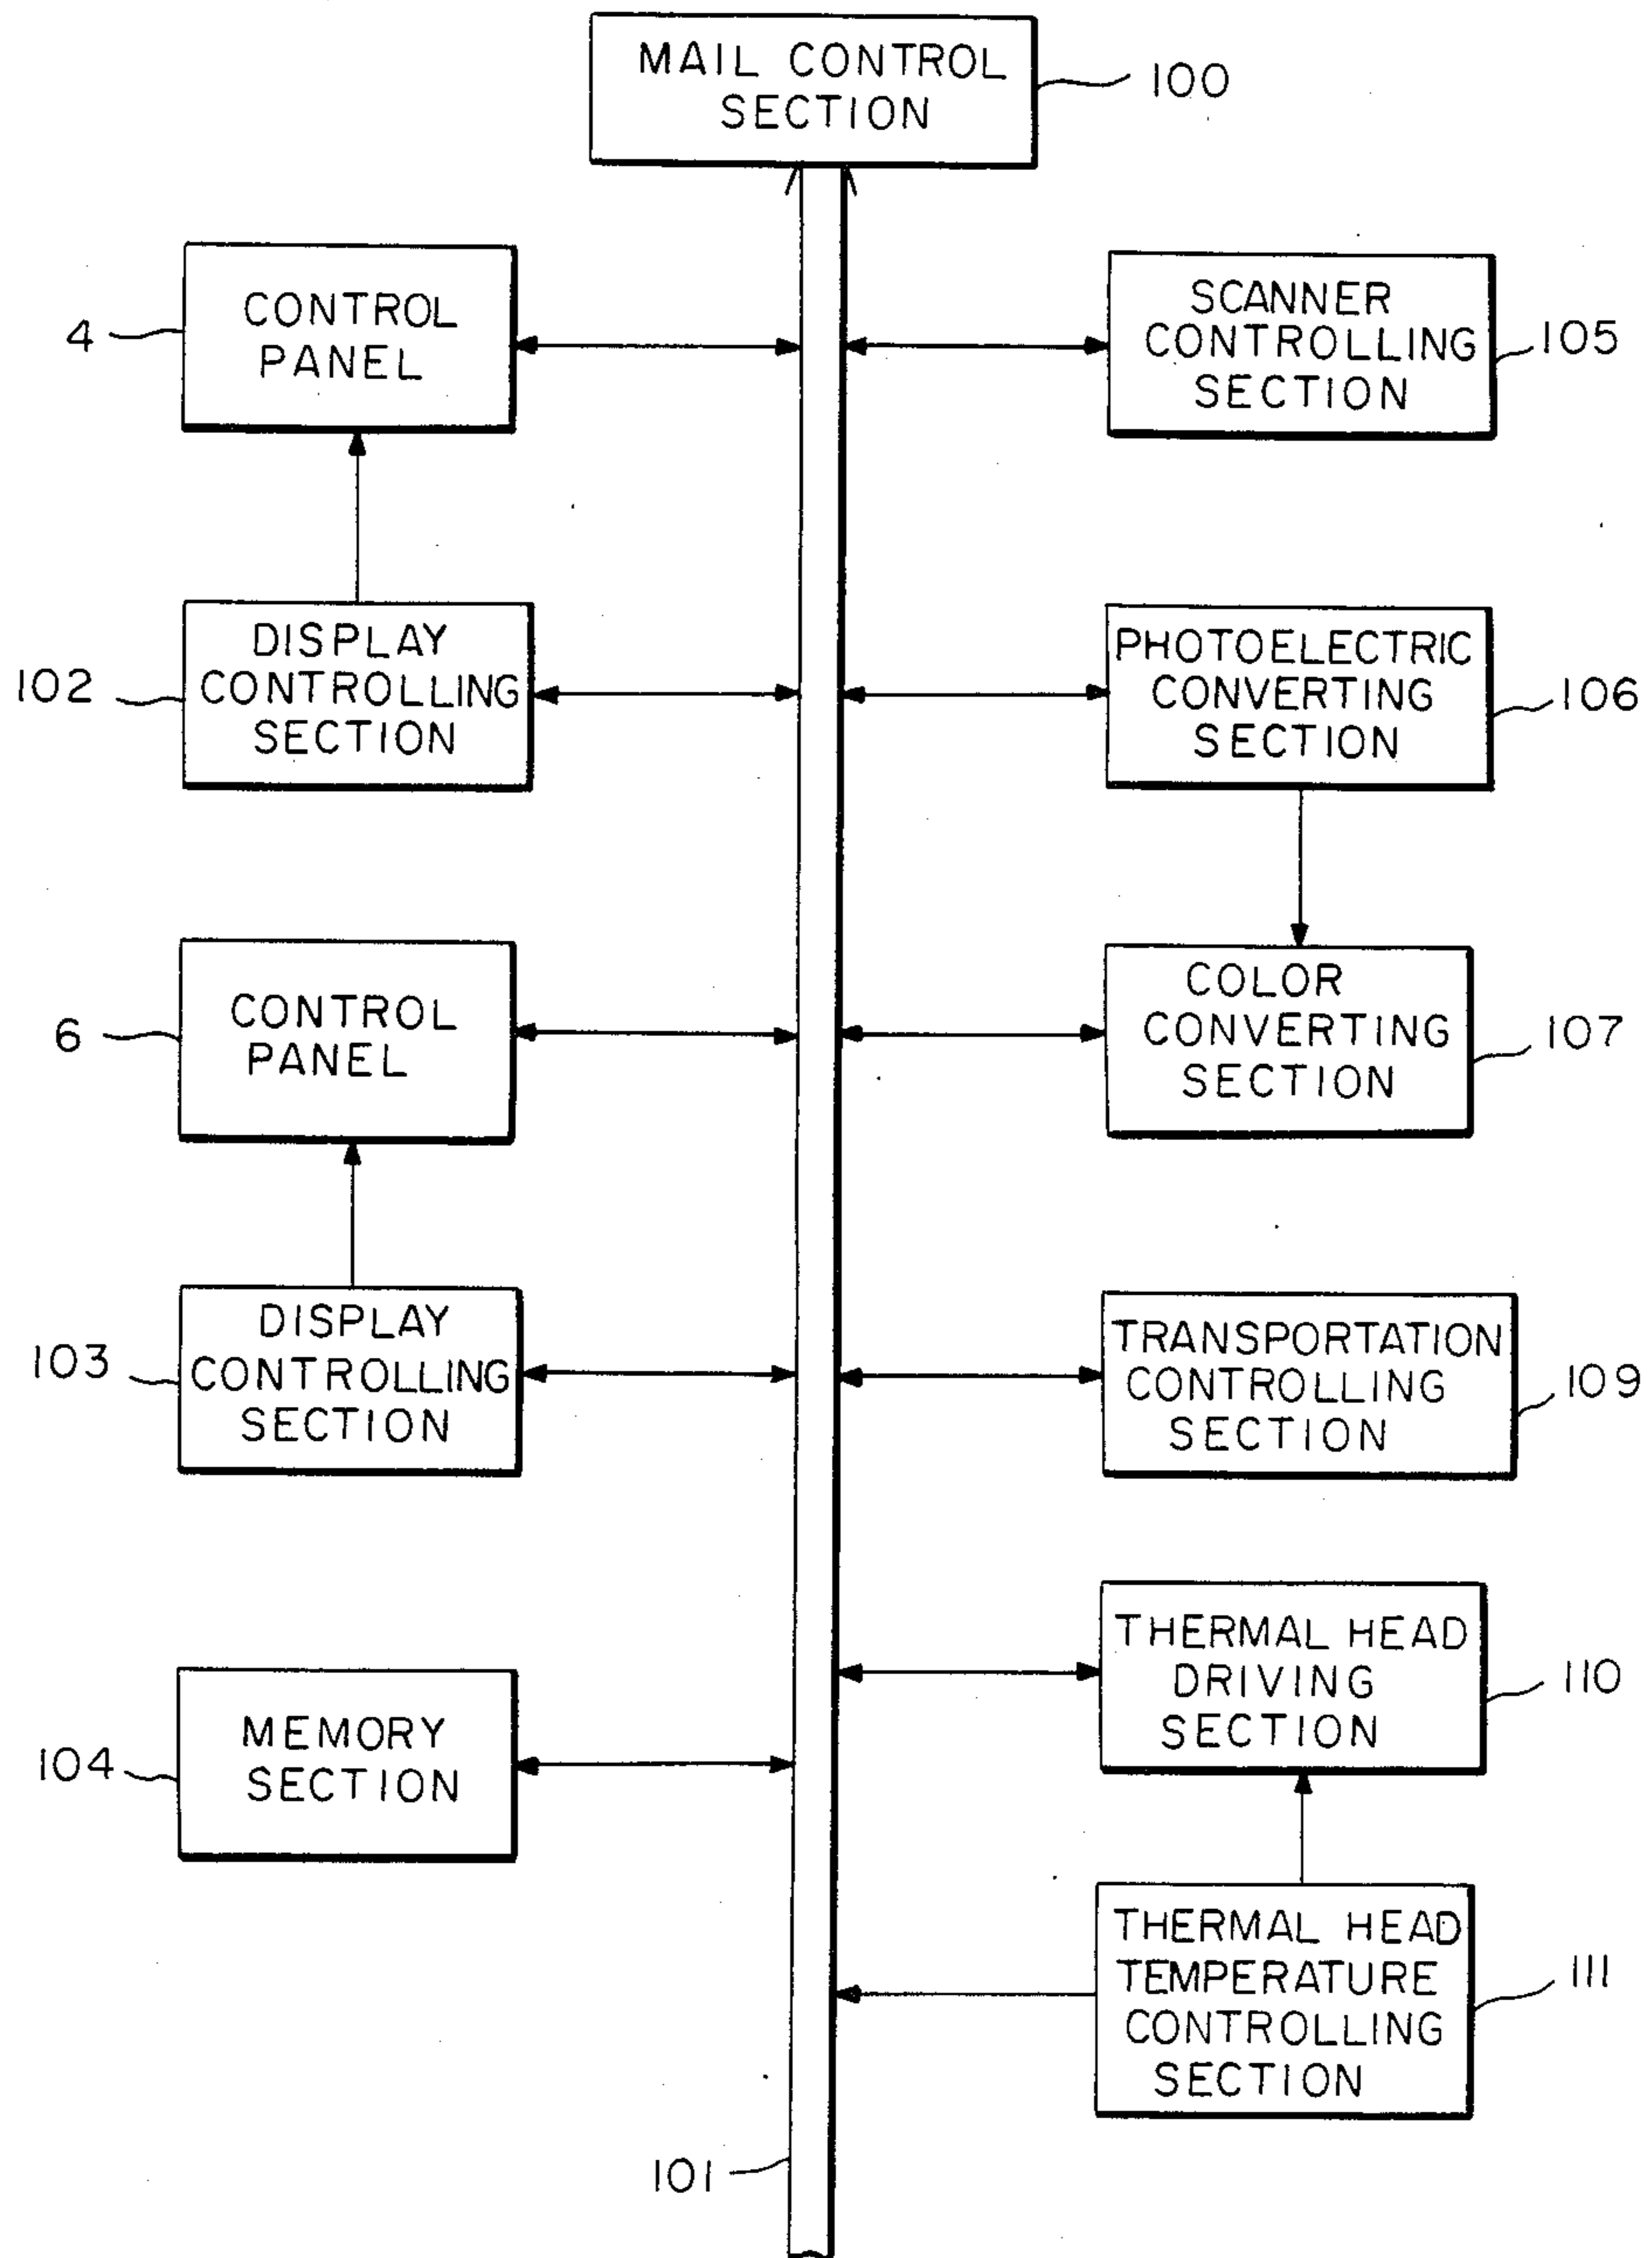 MAIL CONTROL
SECTION
100
CONTROL
PANEL
4
SCANNER
CONTROLLING
SECTION
105
DISPLAY
CONTROLLING
SECTION
102
PHOTOELECTRIC
CONVERTING
SECTION
106
CONTROL
PANEL
6
COLOR
CONVERTING
SECTION
107
DISPLAY
CONTROLLING
SECTION
103
TRANSPORTATION
CONTROLLING
SECTION
109
MEMORY
SECTION
104
THERMAL HEAD
DRIVING
SECTION
110
THERMAL HEAD
TEMPERATURE
CONTROLLING
SECTION
111
101